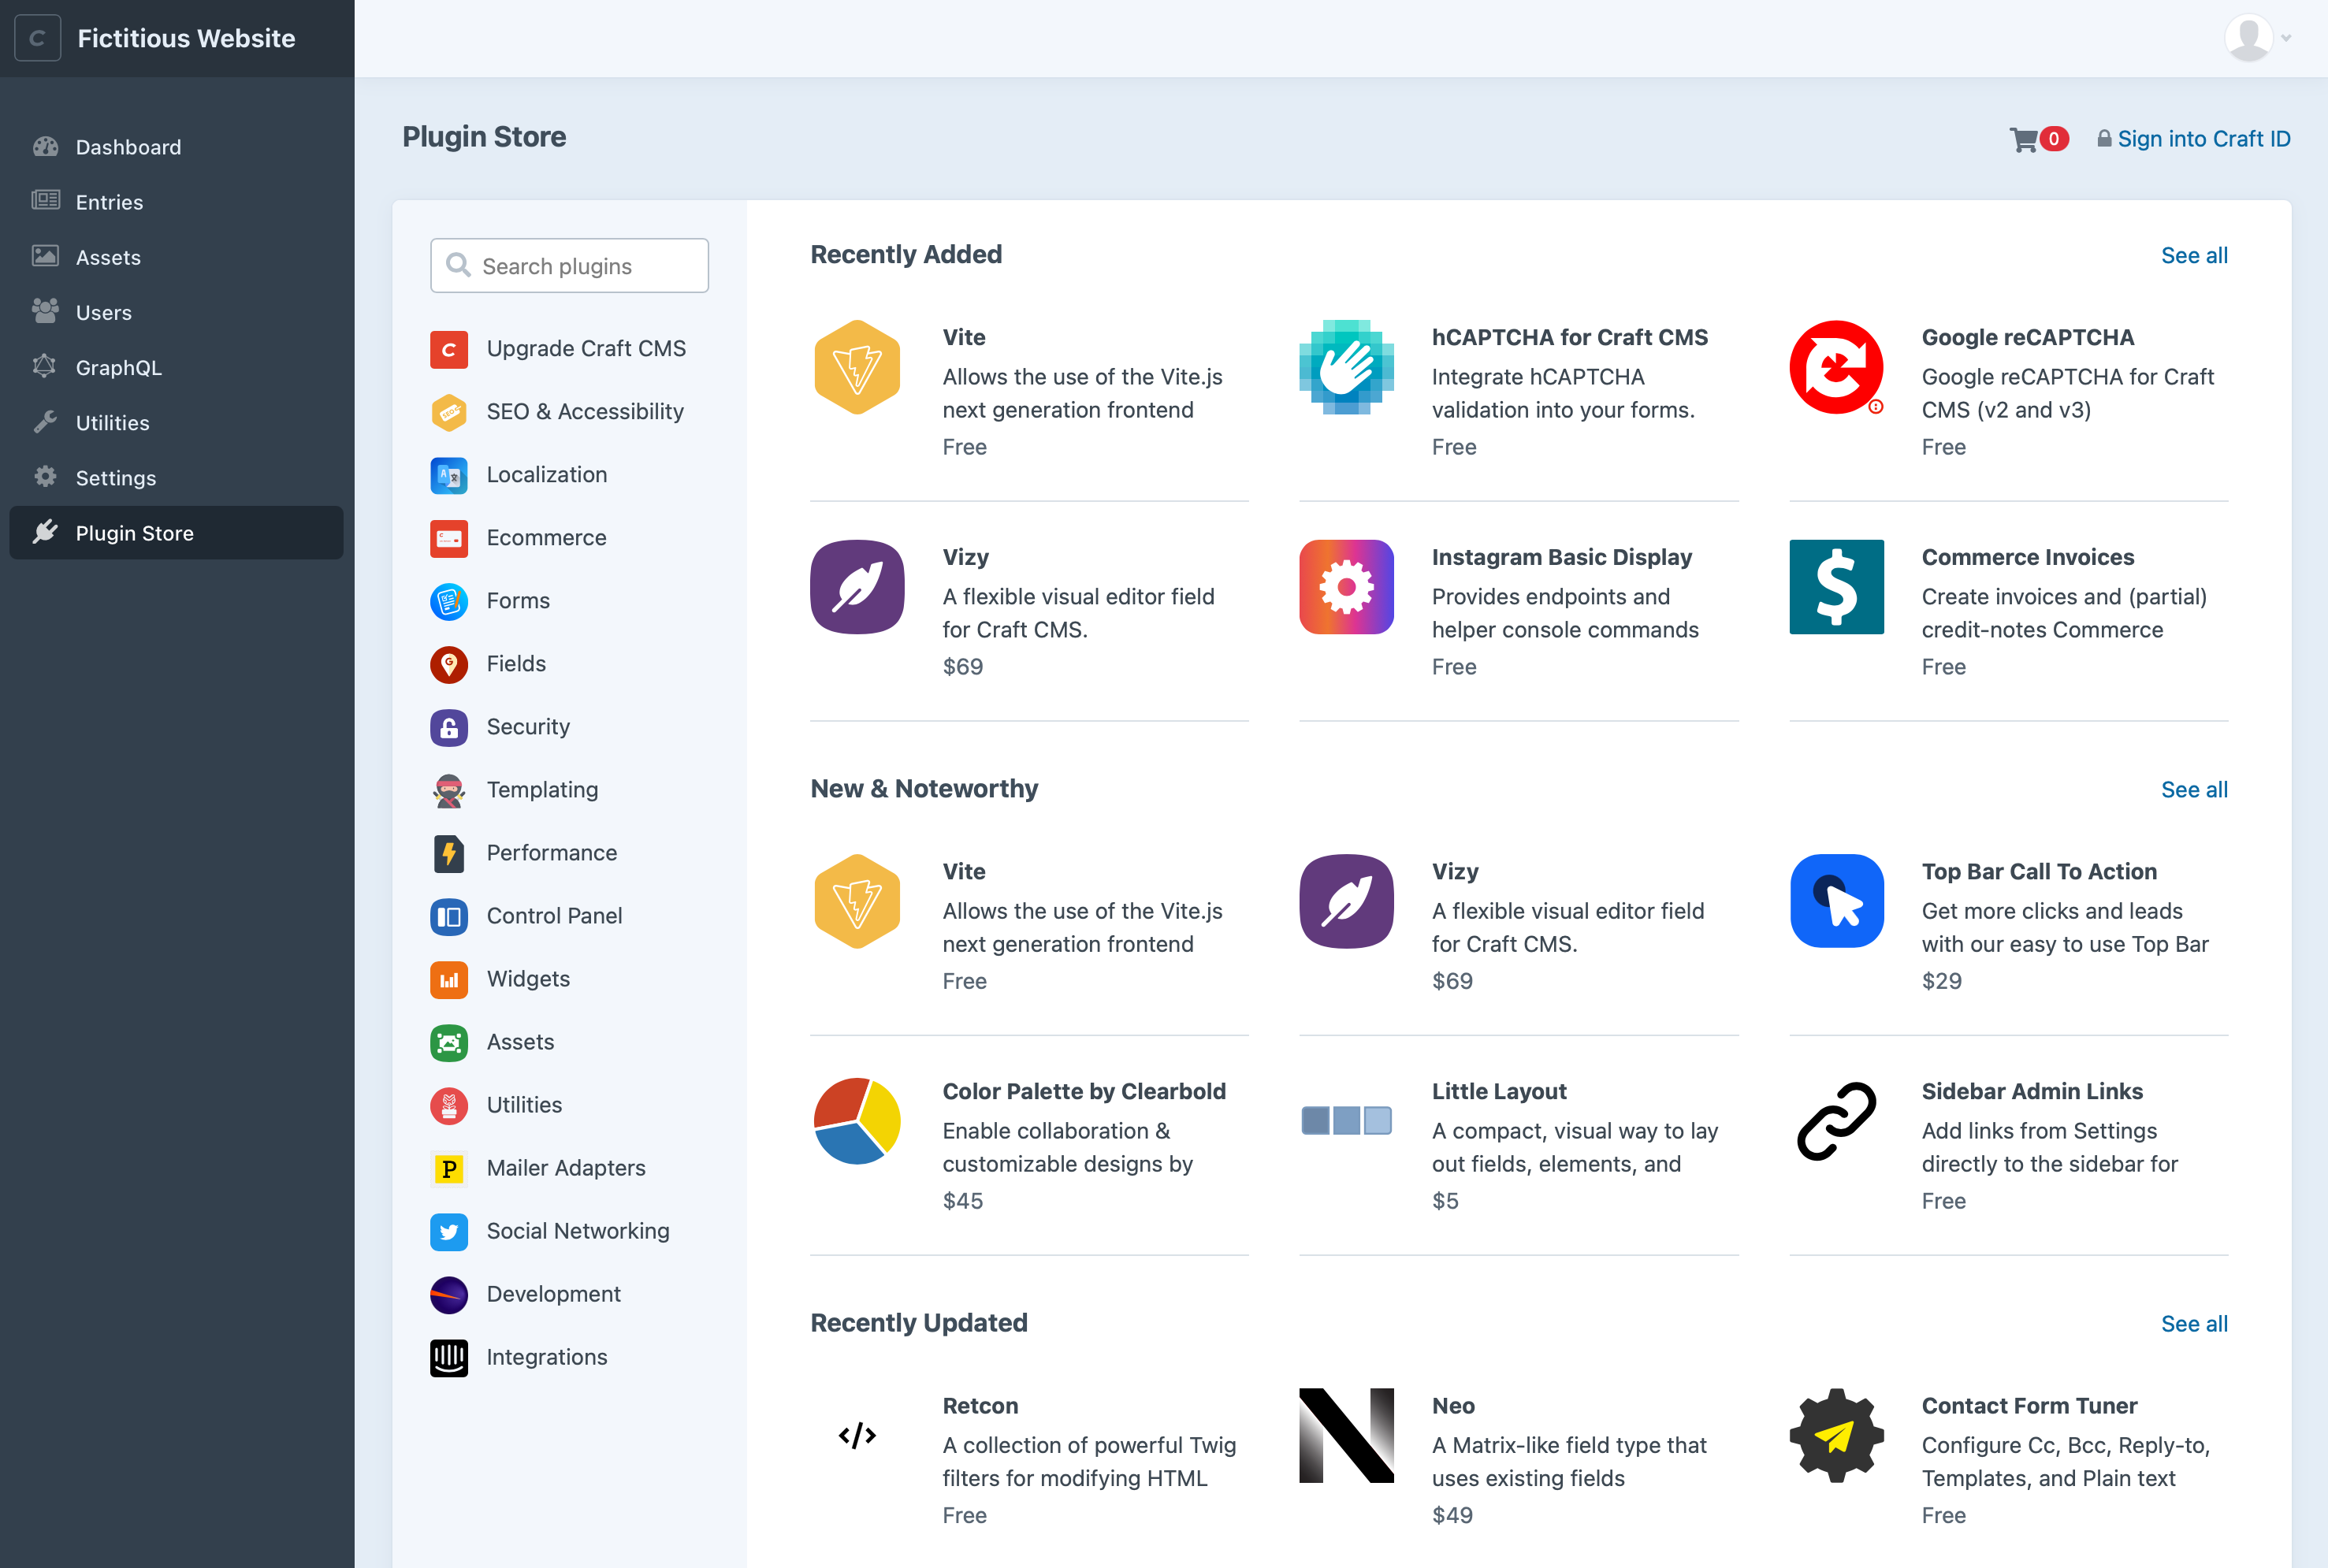 Fictitious Website
Dashboard
Entries
Assets
Users
GraphQL
Utilities
Settings
Plugin Store
Plugin Store
0
Sign into Craft ID
Search plugins
Upgrade Craft CMS
SEO & Accessibility
Localization
Ecommerce
Forms
Fields
Security
Templating
Performance
Control Panel
Widgets
Assets
Utilities
Mailer Adapters
Social Networking
Development
Integrations
Recently Added
See all
Vite
Allows the use of the Vite.js
next generation frontend
Free
hCAPTCHA for Craft CMS
Integrate hCAPTCHA
validation into your forms.
Free
Google reCAPTCHA
Google reCAPTCHA for Craft
CMS (v2 and v3)
Free
Vizy
A flexible visual editor field
for Craft CMS.
$69
Instagram Basic Display
Provides endpoints and
helper console commands
Free
Commerce Invoices
Create invoices and (partial)
credit-notes Commerce
Free
New & Noteworthy
See all
Vite
Allows the use of the Vite.js
next generation frontend
Free
Vizy
A flexible visual editor field
for Craft CMS.
$69
Top Bar Call To Action
Get more clicks and leads
with our easy to use Top Bar
$29
Color Palette by Clearbold
Enable collaboration &
customizable designs by
$45
Little Layout
A compact, visual way to lay
out fields, elements, and
$5
Sidebar Admin Links
Add links from Settings
directly to the sidebar for
Free
Recently Updated
See all
Retcon
A collection of powerful Twig
filters for modifying HTML
Free
Neo
A Matrix-like field type that
uses existing fields
$49
Contact Form Tuner
Configure Cc, Bcc, Reply-to,
Templates, and Plain text
Free